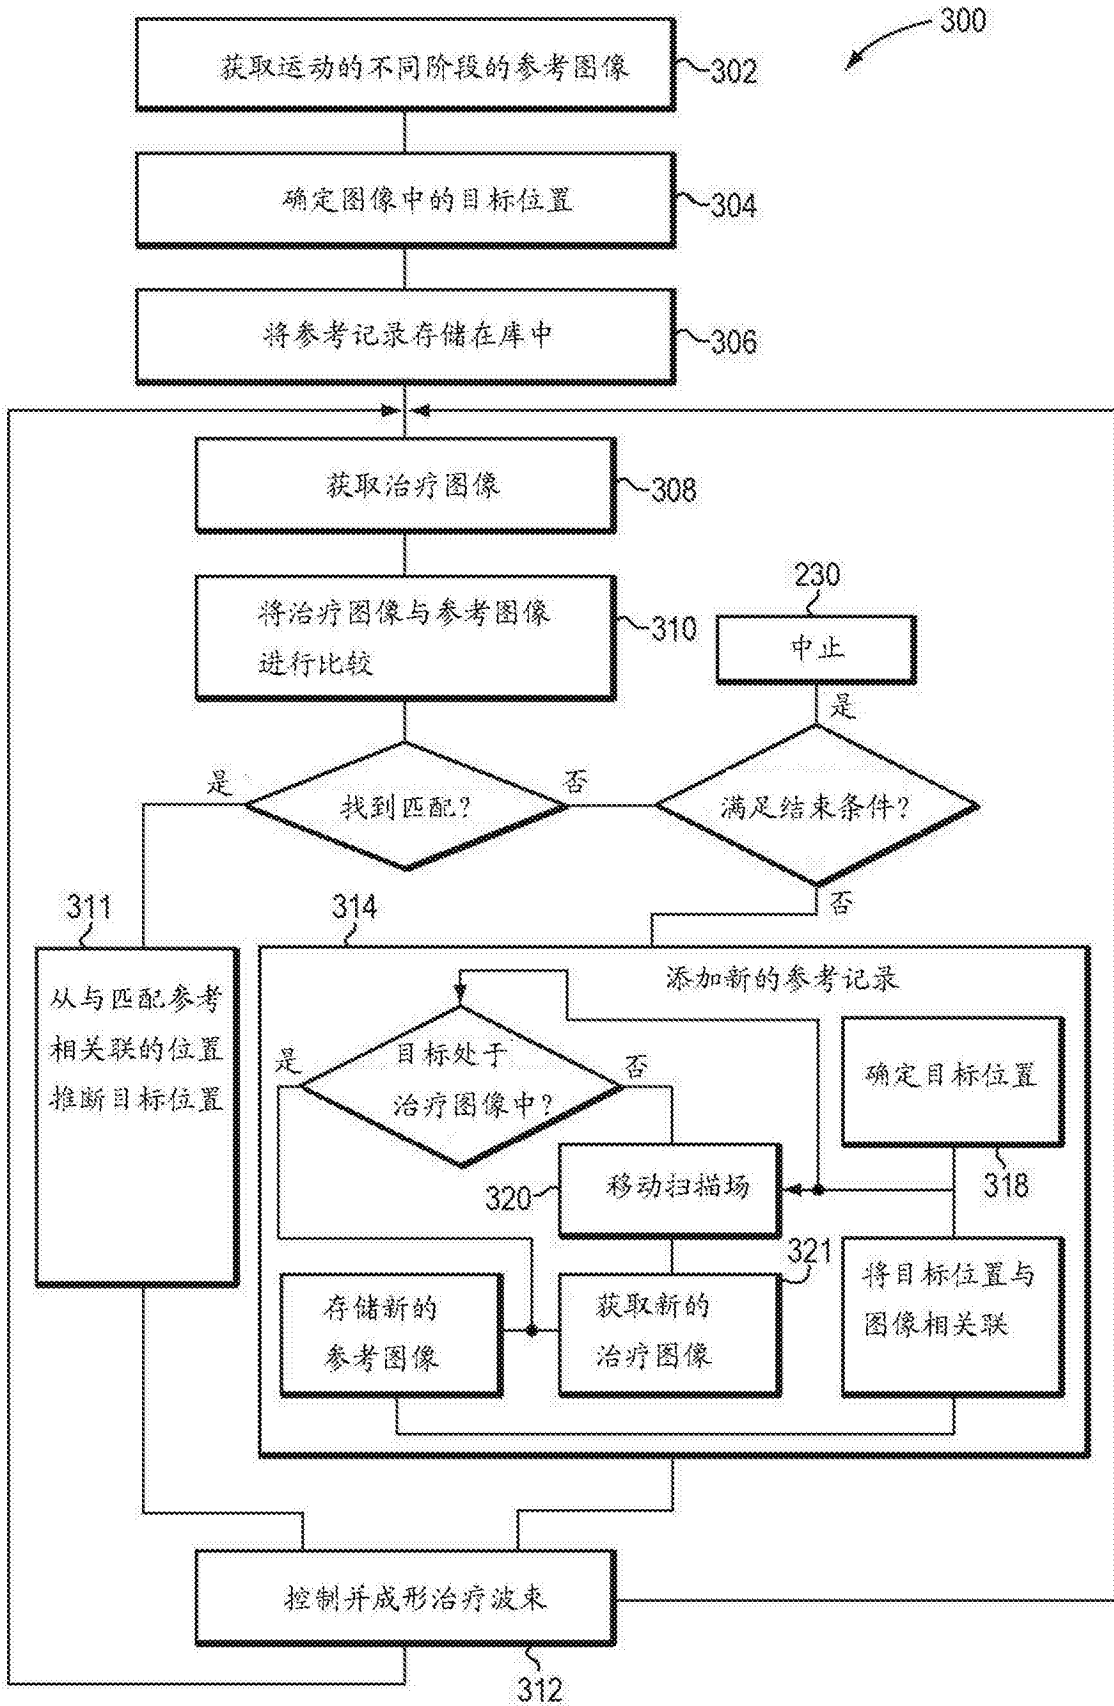 300
获取运动的不同阶段的参考图像
302
确定图像中的目标位置
304
将参考记录存储在库中
306
获取治疗图像
308
将治疗图像与参考图像
进行比较
310
230
中止
是
是
找到匹配?
否
满足结束条件?
否
311
从与匹配参考
相关联的位置
推断目标位置
314
添加新的参考记录
是
目标处于
治疗图像中?
否
确定目标位置
318
320
移动扫描场
321
存储新的
参考图像
获取新的
治疗图像
将目标位置与
图像相关联
控制并成形治疗波束
312